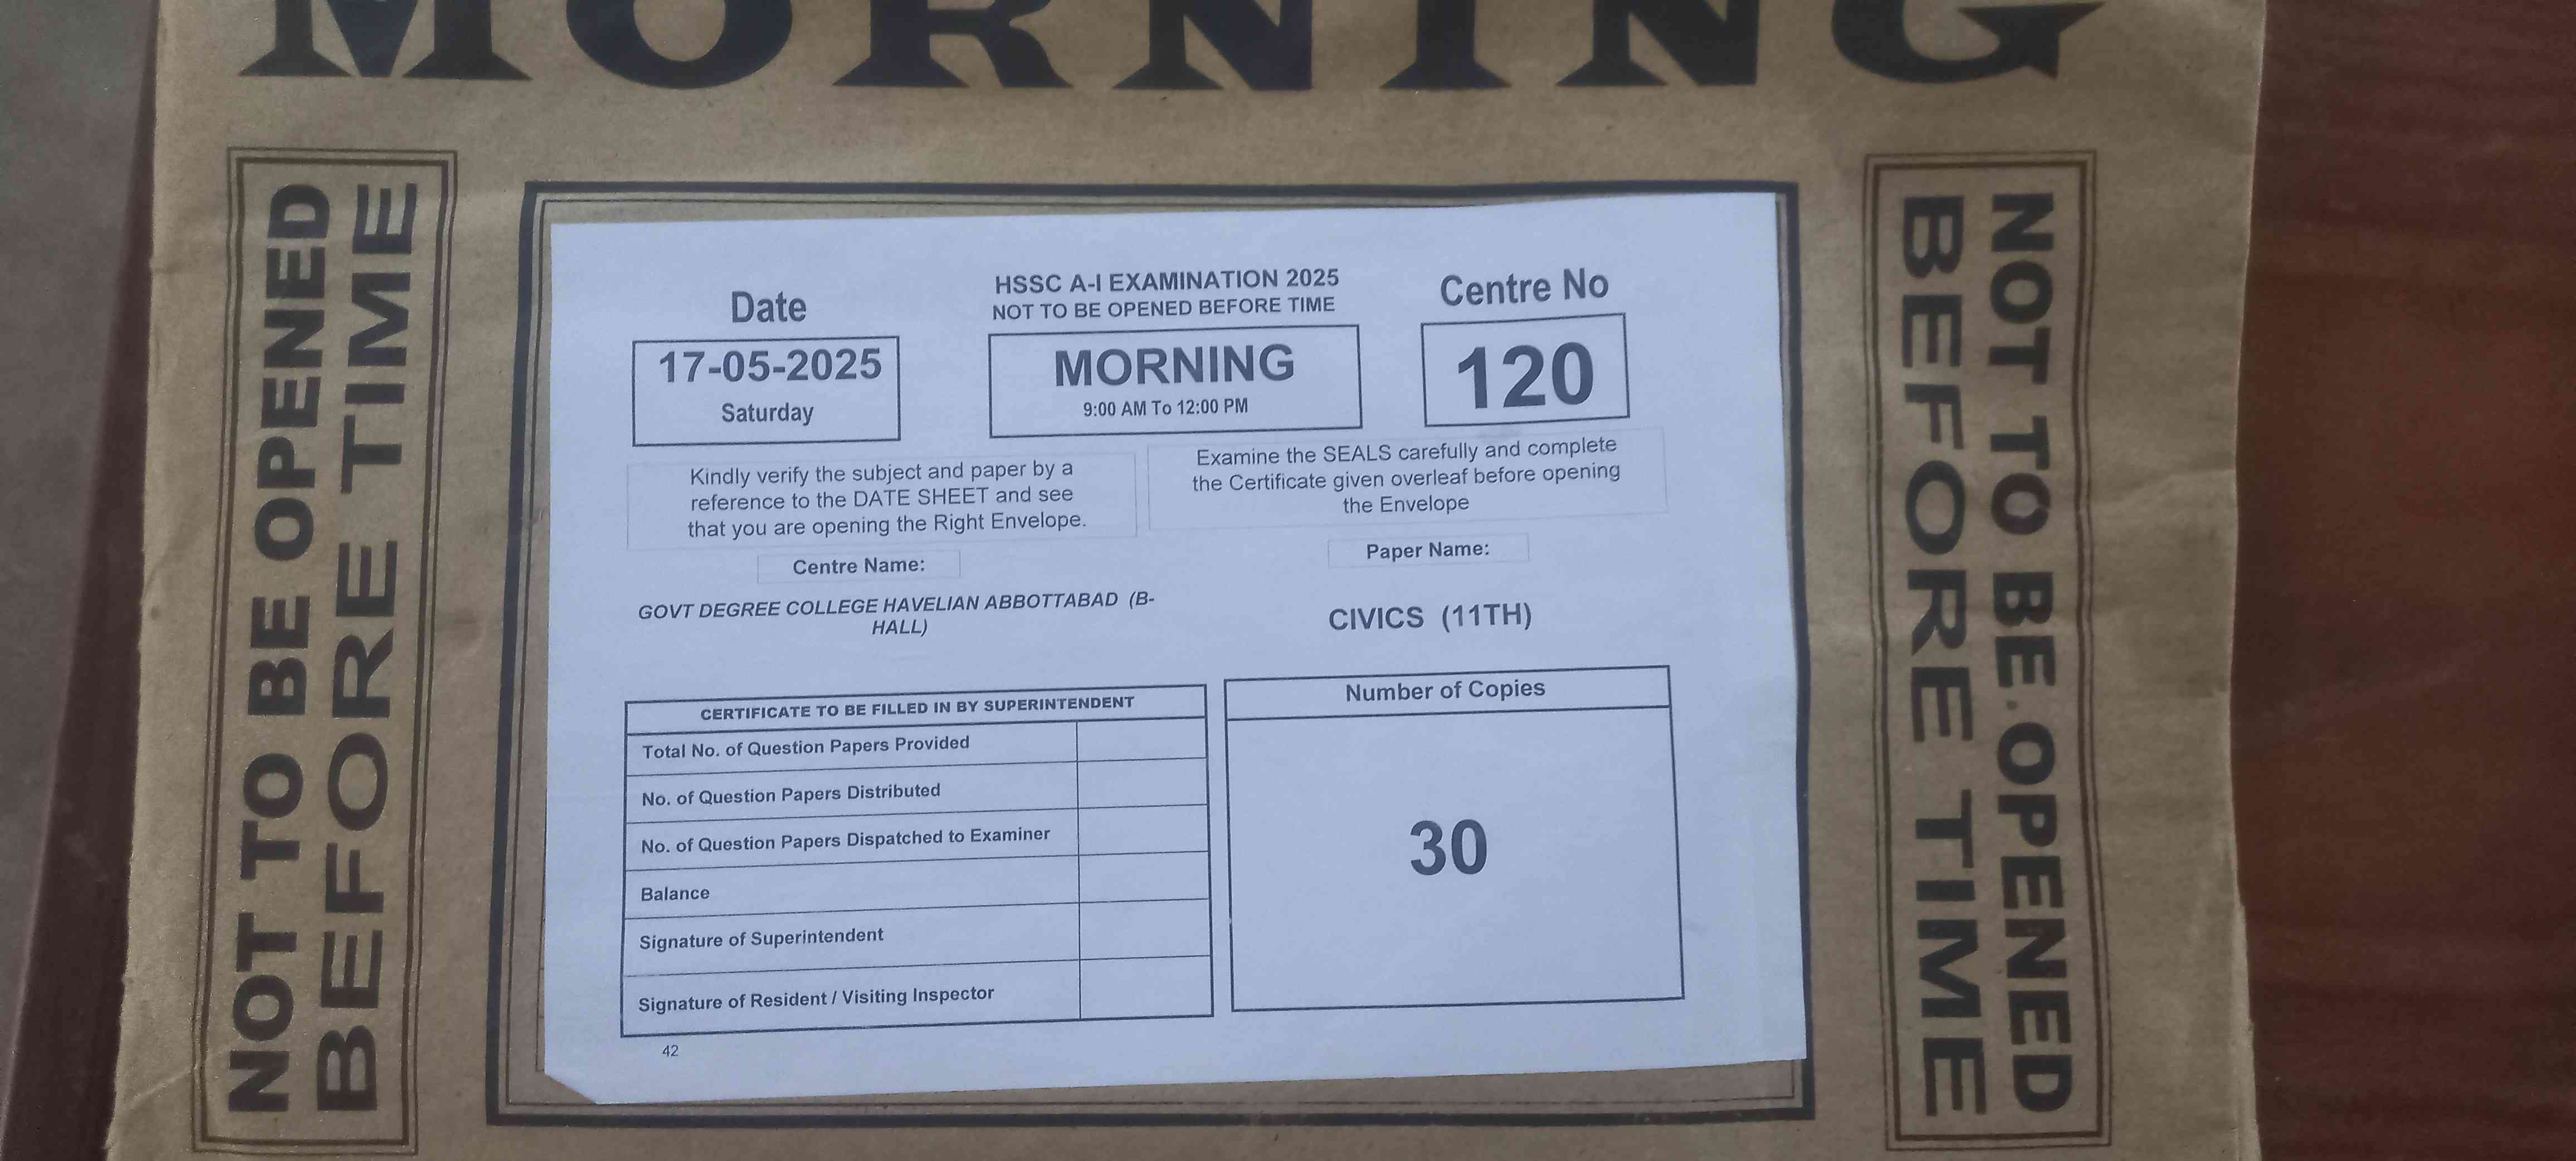 MORNING
NOT TO BE OPENED
BEFORE TIME
Date
17-05-2025
Saturday
HSSC A-I EXAMINATION 2025
NOT TO BE OPENED BEFORE TIME
MORNING
9:00 AM To 12:00 PM
Centre No
120
Kindly verify the subject and paper by a
reference to the DATE SHEET and see
that you are opening the Right Envelope.
Examine the SEALS carefully and complete
the Certificate given overleaf before opening
the Envelope
Centre Name:
GOVT DEGREE COLLEGE HAVELIAN ABBOTTABAD (B-
HALL)
Paper Name:
CIVICS (11TH)
CERTIFICATE TO BE FILLED IN BY SUPERINTENDENT
Total No. of Question Papers Provided
No. of Question Papers Distributed
No. of Question Papers Dispatched to Examiner
Balance
Signature of Superintendent
Signature of Resident / Visiting Inspector
Number of Copies
30
42
NOT TO BE OPENED
BEFORE TIME